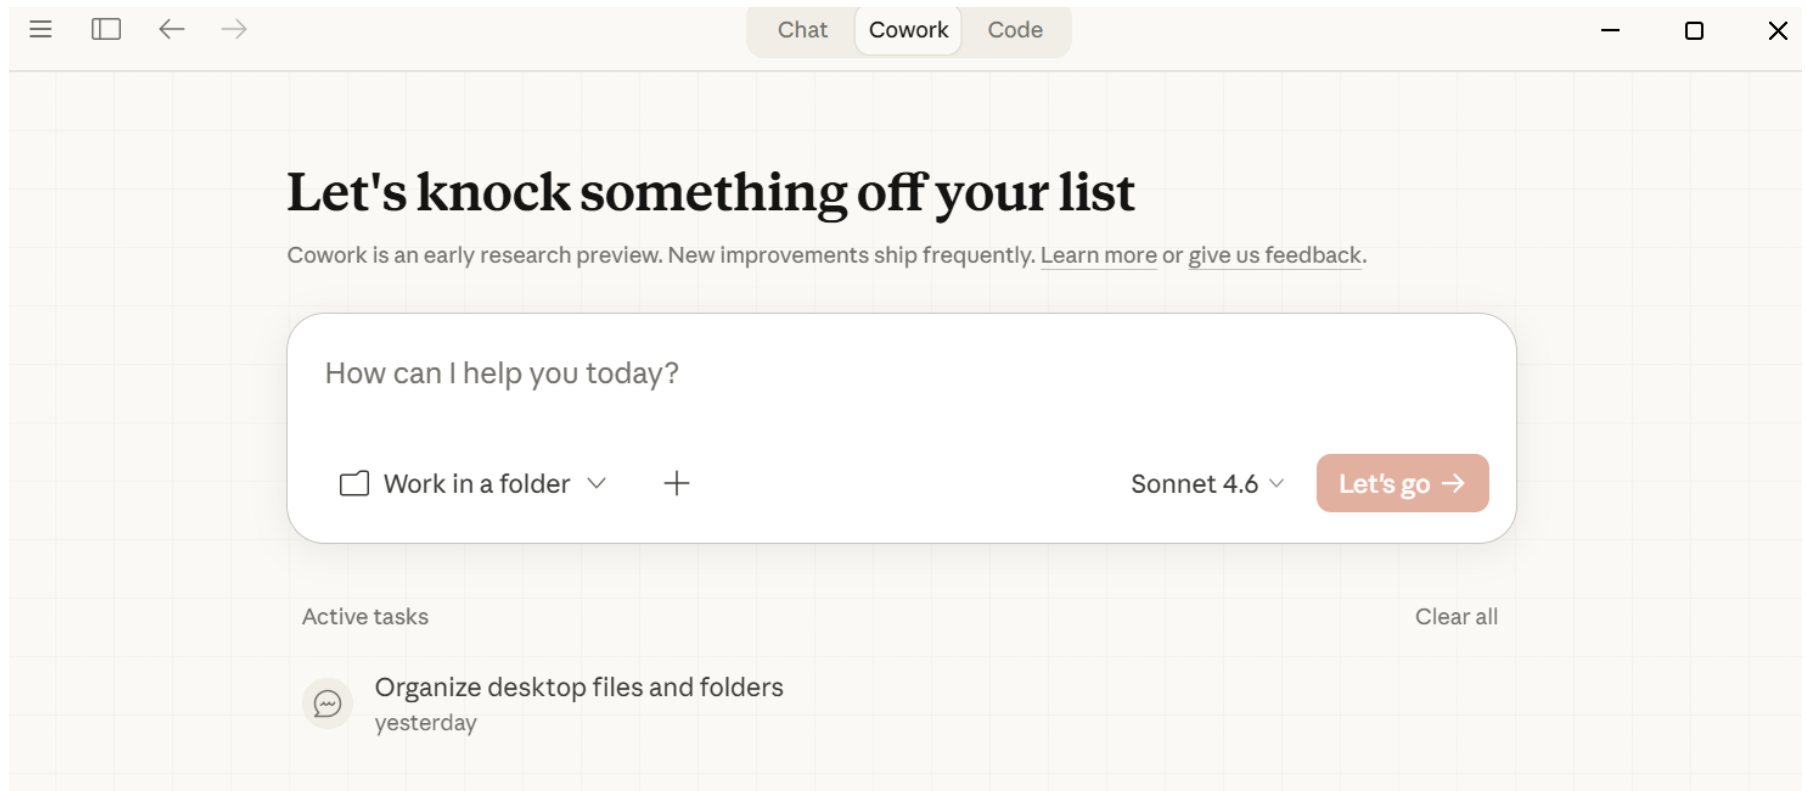 Chat Cowork Code
Let's knock something off your list
Cowork is an early research preview. New improvements ship frequently. Learn more or give us feedback.
How can I help you today?
Work in a folder
Sonnet 4.6
Let's go →
Active tasks
Clear all
Organize desktop files and folders
yesterday